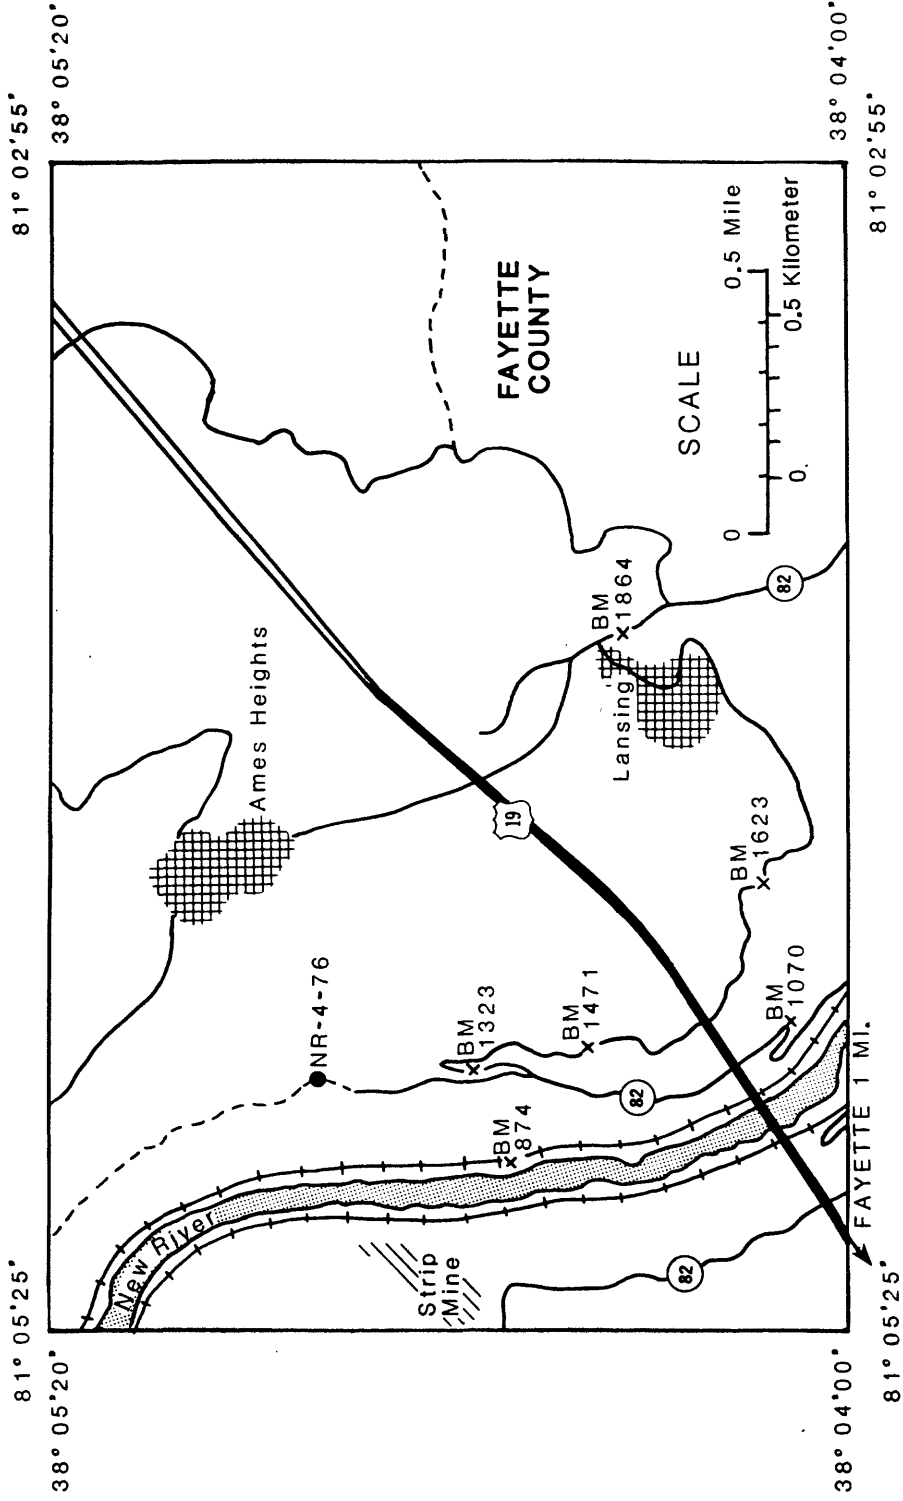 81° 05'25"
81° 02'55"
38° 05'20"
38° 05'20"
New River
Ames Heights
NR-4-76
Strip
Mine
BM
874
BM
1323
19
FAYETTE
COUNTY
BM
1471
82
BM
1864
Lansing
82
BM
1623
BM
1070
82
SCALE
0
0.5 Mile
0.
0.5 Kilometer
38° 04'00"
38° 04'00"
FAYETTE 1 MI.
81° 05'25"
81° 02'55"